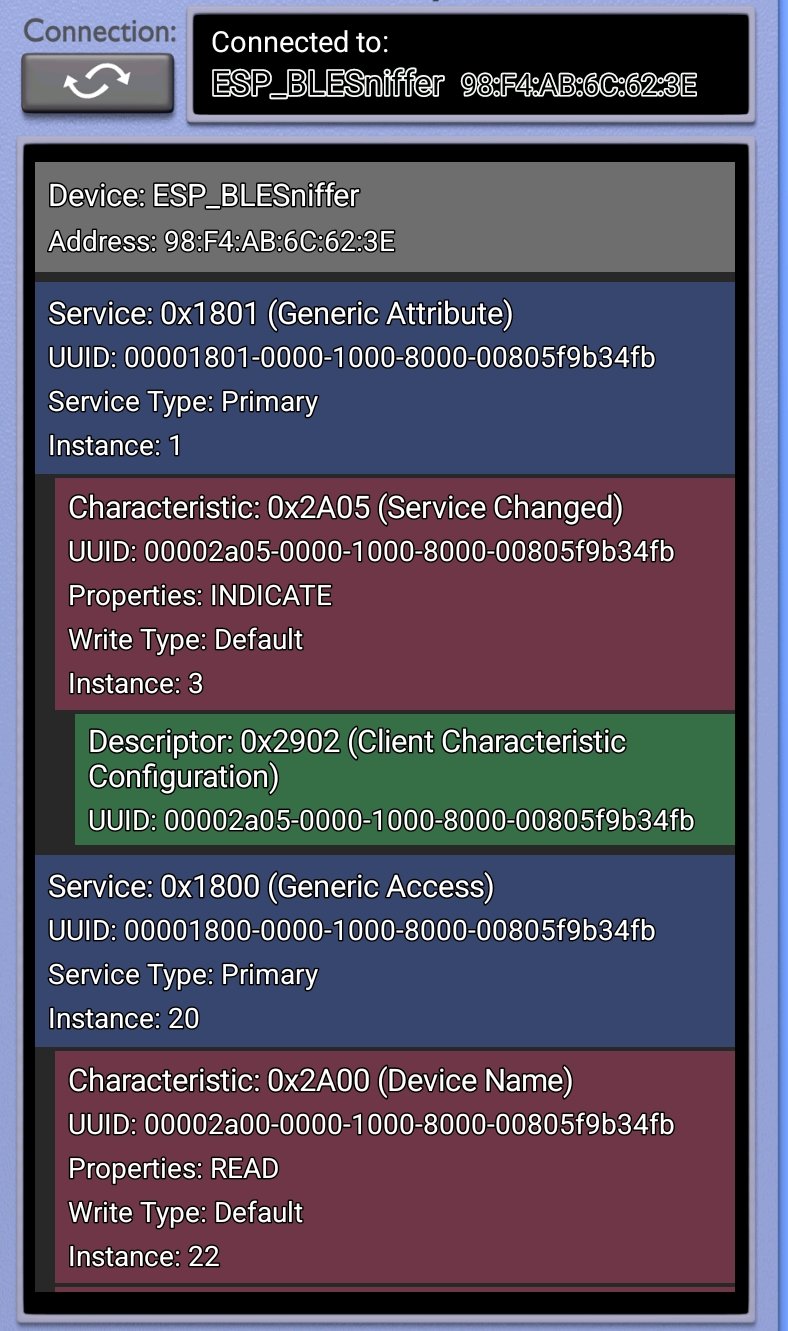 Connection:
Connected to:
ESP_BLESniffer 98:F4:AB:6C:62:3E
Device: ESP_BLESniffer
Address: 98:F4:AB:6C:62:3E
Service: 0x1801 (Generic Attribute)
UUID: 00001801-0000-1000-8000-00805f9b34fb
Service Type: Primary
Instance: 1
Characteristic: 0x2A05 (Service Changed)
UUID: 00002a05-0000-1000-8000-00805f9b34fb
Properties: INDICATE
Write Type: Default
Instance: 3
Descriptor: 0x2902 (Client Characteristic
Configuration)
UUID: 00002a05-0000-1000-8000-00805f9b34fb
Service: 0x1800 (Generic Access)
UUID: 00001800-0000-1000-8000-00805f9b34fb
Service Type: Primary
Instance: 20
Characteristic: 0x2A00 (Device Name)
UUID: 00002a00-0000-1000-8000-00805f9b34fb
Properties: READ
Write Type: Default
Instance: 22